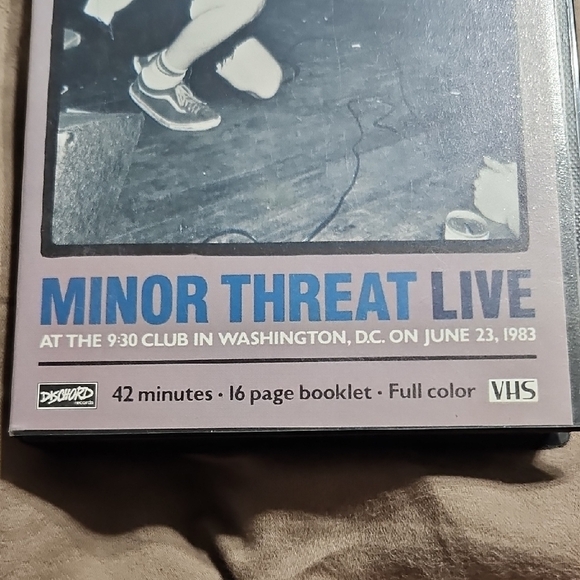 MINOR THREAT LIVE
AT THE 9:30 CLUB IN WASHINGTON, D.C. ON JUNE 23, 1983
DISCHORD records 42 minutes · 16 page booklet · Full color VHS